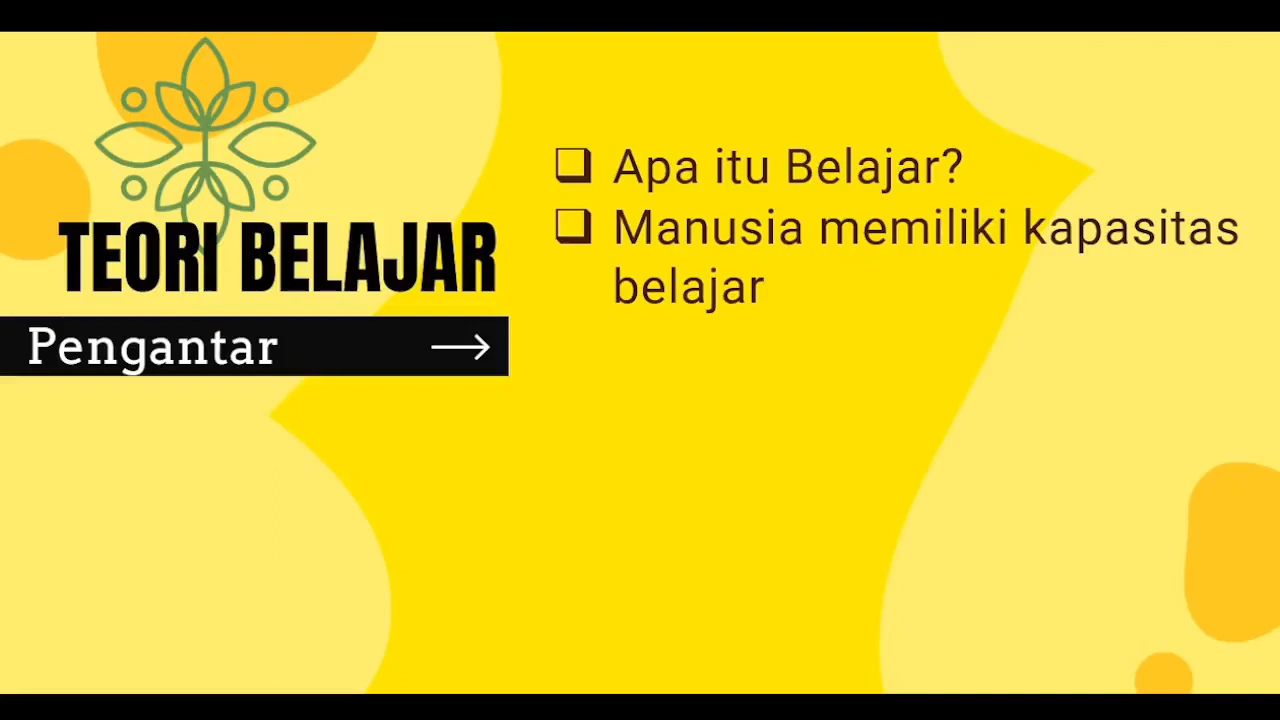 TEORI BELAJAR
Pengantar
Apa itu Belajar?
Manusia memiliki kapasitas
belajar